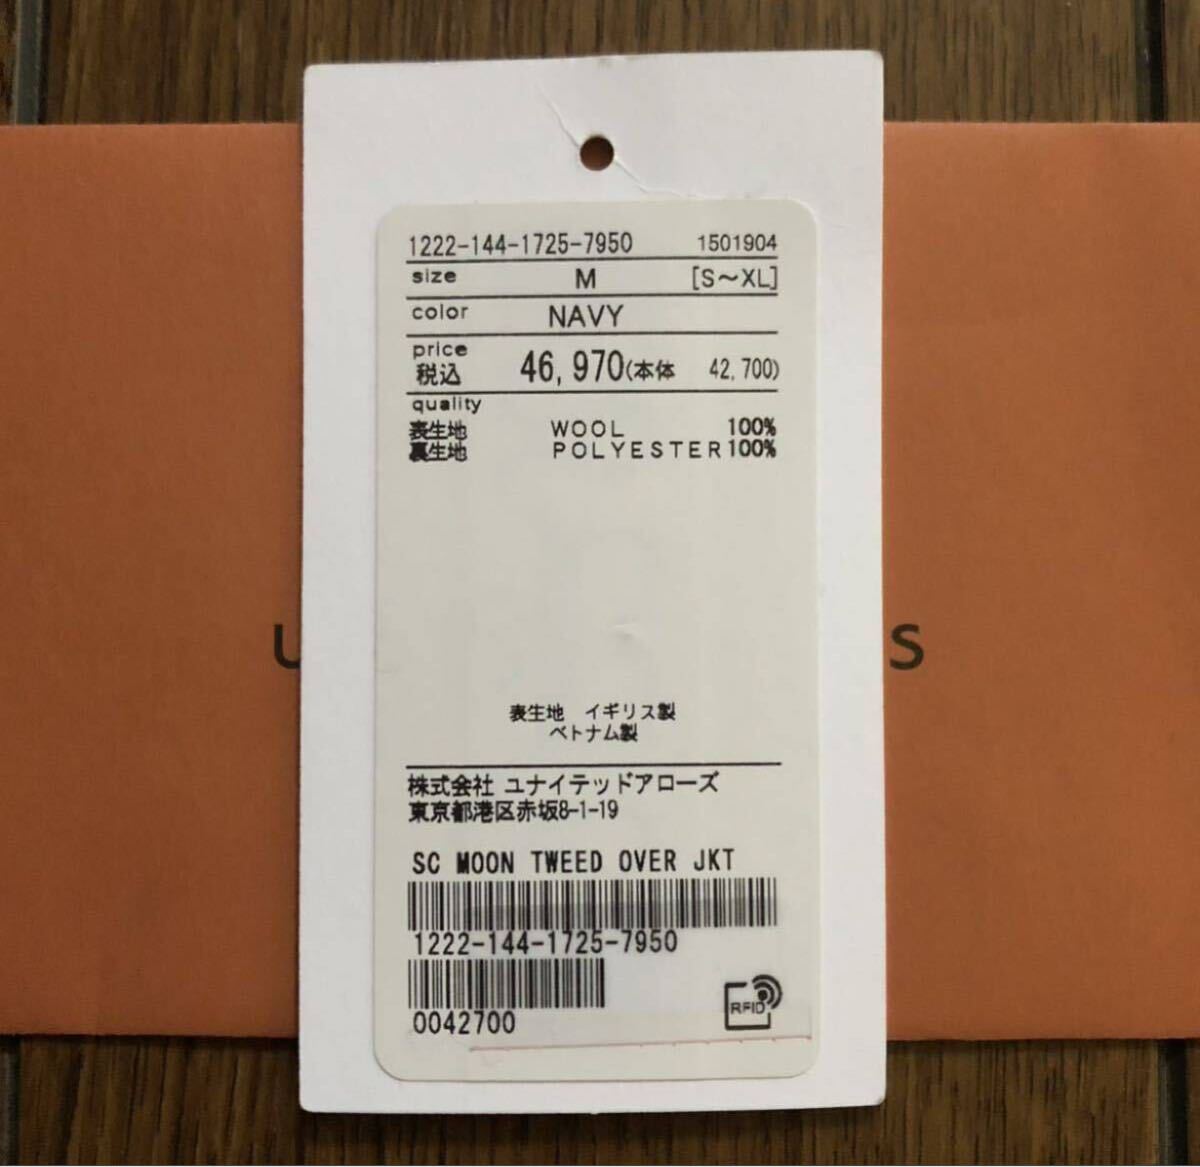 1222-144-1725-7950 1501904
size M [S～XL]
color NAVY
price
税込 46,970(本体 42,700)
quality
表生地 WOOL 100%
裏生地 POLYESTER100%
U S
表生地 イギリス製
ベトナム製
株式会社 ユナイテッドアローズ
東京都港区赤坂8-1-19
SC MOON TWEED OVER JKT
1222-144-1725-7950
0042700
RFID